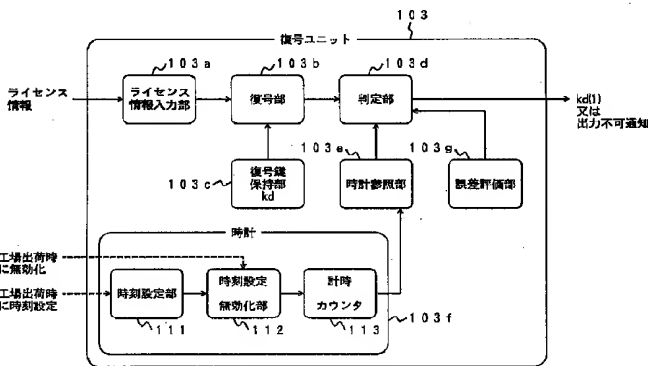 103
復号ユニット
103a
103b
103d
ライセンス
情報
ライセンス
情報入力部
復号部
判定部
kd(1)
又は
出力不可通知
103c
復号鍵
保持部
kd
103e
時計参照部
103g
誤差評価部
時計
工場出荷時
に無効化
工場出荷時
に時刻設定
時刻設定部
時刻設定
無効化部
計時
カウンタ
111
112
113
103f